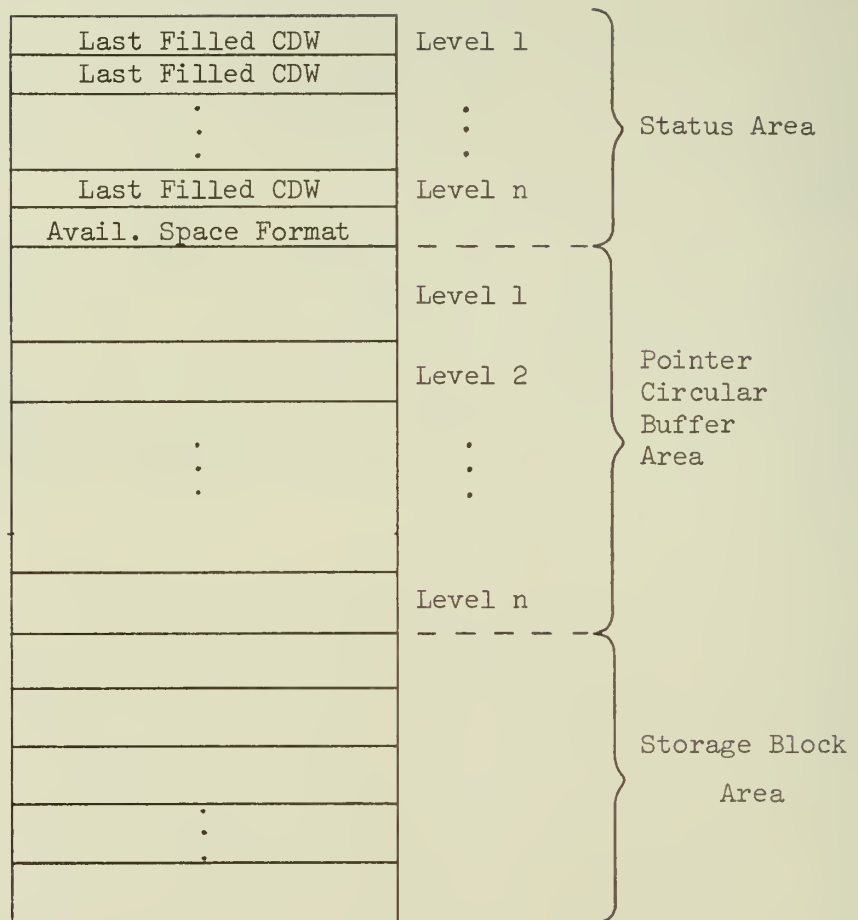 Last Filled CDW Level 1
Last Filled CDW
Status Area
Last Filled CDW Level n
Avail. Space Format
Level 1
Level 2
Pointer
Circular
Buffer
Area
Level n
Storage Block
Area